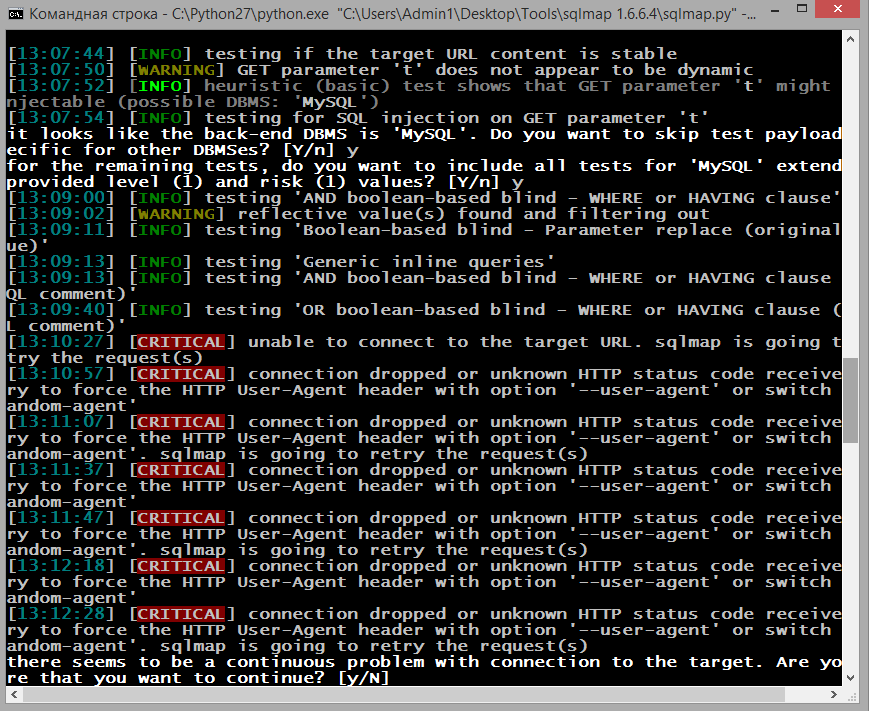 Командная строка - C:\Python27\python.exe "C:\Users\Admin1\Desktop\Tools\sqlmap 1.6.6.4\sqlmap.py" -...
[13:07:44] [INFO] testing if the target URL content is stable
[13:07:50] [WARNING] GET parameter 't' does not appear to be dynamic
[13:07:52] [INFO] heuristic (basic) test shows that GET parameter 't' might
njectable (possible DBMS: 'MySQL')
[13:07:54] [INFO] testing for SQL injection on GET parameter 't'
it looks like the back-end DBMS is 'MySQL'. Do you want to skip test payload
ecific for other DBMSes? [Y/n] y
for the remaining tests, do you want to include all tests for 'MySQL' extend
provided level (1) and risk (1) values? [Y/n] y
[13:09:00] [INFO] testing 'AND boolean-based blind - WHERE or HAVING clause'
[13:09:02] [WARNING] reflective value(s) found and filtering out
[13:09:11] [INFO] testing 'Boolean-based blind - Parameter replace (original
ue)'
[13:09:13] [INFO] testing 'Generic inline queries'
[13:09:13] [INFO] testing 'AND boolean-based blind - WHERE or HAVING clause
QL comment)'
[13:09:40] [INFO] testing 'OR boolean-based blind - WHERE or HAVING clause (
L comment)'
[13:10:27] [CRITICAL] unable to connect to the target URL. sqlmap is going t
try the request(s)
[13:10:57] [CRITICAL] connection dropped or unknown HTTP status code receive
ry to force the HTTP User-Agent header with option '--user-agent' or switch
andom-agent'
[13:11:07] [CRITICAL] connection dropped or unknown HTTP status code receive
ry to force the HTTP User-Agent header with option '--user-agent' or switch
andom-agent'. sqlmap is going to retry the request(s)
[13:11:37] [CRITICAL] connection dropped or unknown HTTP status code receive
ry to force the HTTP User-Agent header with option '--user-agent' or switch
andom-agent'
[13:11:47] [CRITICAL] connection dropped or unknown HTTP status code receive
ry to force the HTTP User-Agent header with option '--user-agent' or switch
andom-agent'. sqlmap is going to retry the request(s)
[13:12:18] [CRITICAL] connection dropped or unknown HTTP status code receive
ry to force the HTTP User-Agent header with option '--user-agent' or switch
andom-agent'
[13:12:28] [CRITICAL] connection dropped or unknown HTTP status code receive
ry to force the HTTP User-Agent header with option '--user-agent' or switch
andom-agent'. sqlmap is going to retry the request(s)
there seems to be a continuous problem with connection to the target. Are yo
re that you want to continue? [y/N]